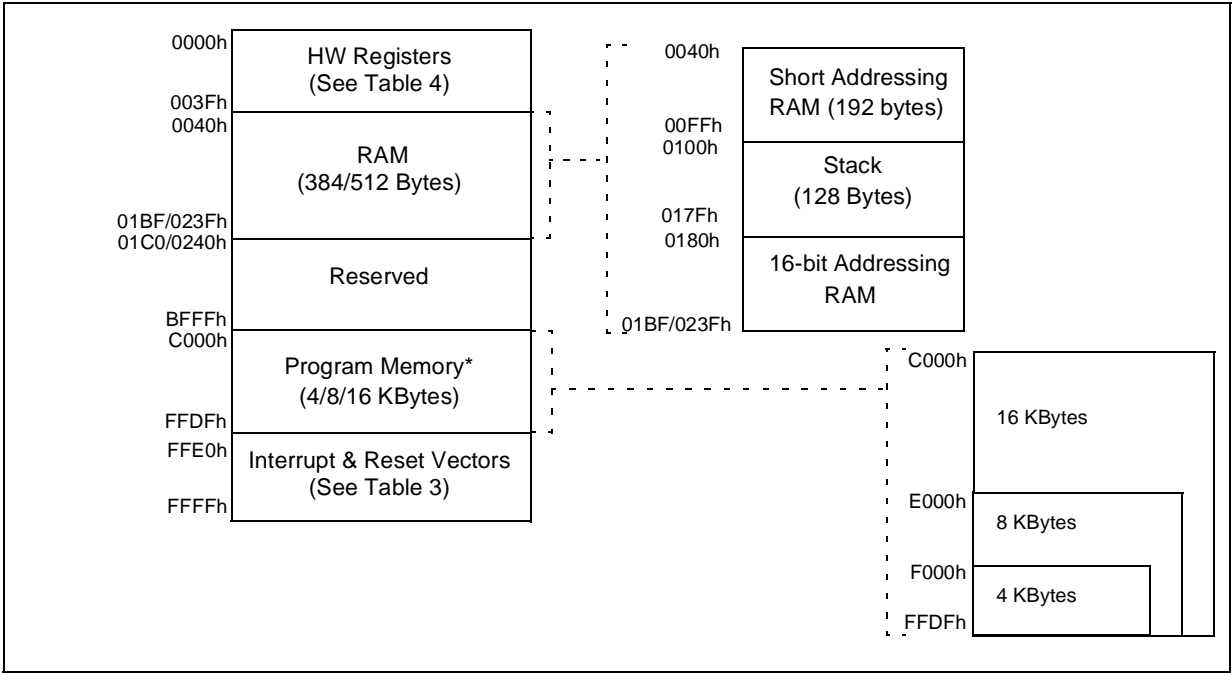 0000h
HW Registers
(See Table 4)
003Fh
0040h
RAM
(384/512 Bytes)
01BF/023Fh
01C0/0240h
Reserved
BFFFh
C000h
Program Memory*
(4/8/16 KBytes)
FFDFh
FFE0h
Interrupt & Reset Vectors
(See Table 3)
FFFFh
0040h
Short Addressing
RAM (192 bytes)
00FFh
0100h
Stack
(128 Bytes)
017Fh
0180h
16-bit Addressing
RAM
01BF/023Fh
C000h
16 KBytes
E000h
8 KBytes
F000h
4 KBytes
FFDFh